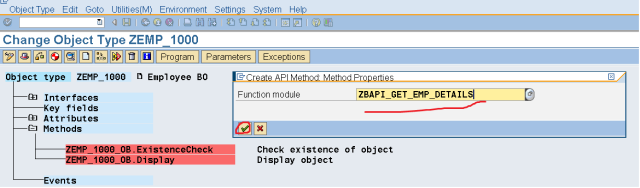 Object Type Edit Goto Utilities(M) Environment Settings System Help
Change Object Type ZEMP_1000
Program Parameters Exceptions
Object type ZEMP_1000 Employee BO
Create API Method: Method Properties
Function module ZBAPI_GET_EMP_DETAILS
Interfaces
Key fields
Attributes
Methods
ZEMP_1000_OB.ExistenceCheck Check existence of object
ZEMP_1000_OB.Display Display object
Events